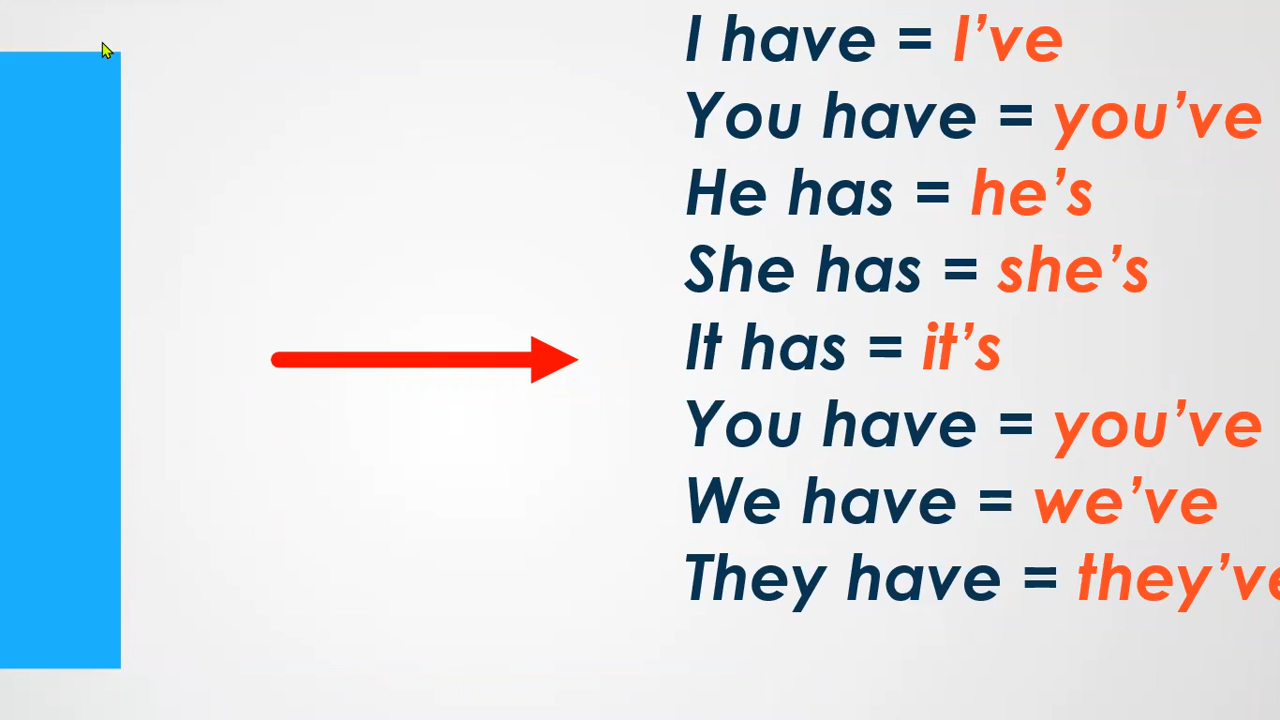 I have = I’ve
You have = you’ve
He has = he’s
She has = she’s
It has = it’s
You have = you’ve
We have = we’ve
They have = they’ve